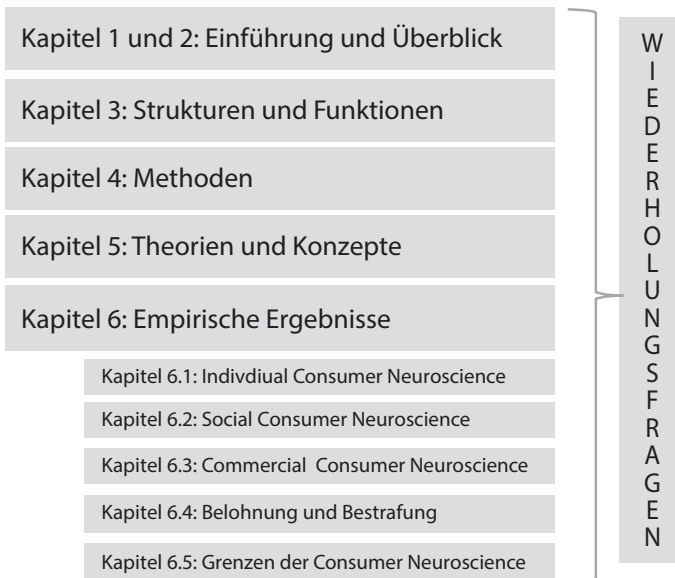 Kapitel 1 und 2: Einführung und Überblick
Kapitel 3: Strukturen und Funktionen
Kapitel 4: Methoden
Kapitel 5: Theorien und Konzepte
Kapitel 6: Empirische Ergebnisse
Kapitel 6.1: Indivdiual Consumer Neuroscience
Kapitel 6.2: Social Consumer Neuroscience
Kapitel 6.3: Commercial Consumer Neuroscience
Kapitel 6.4: Belohnung und Bestrafung
Kapitel 6.5: Grenzen der Consumer Neuroscience
WIEDERHOLUNGSFRAGEN